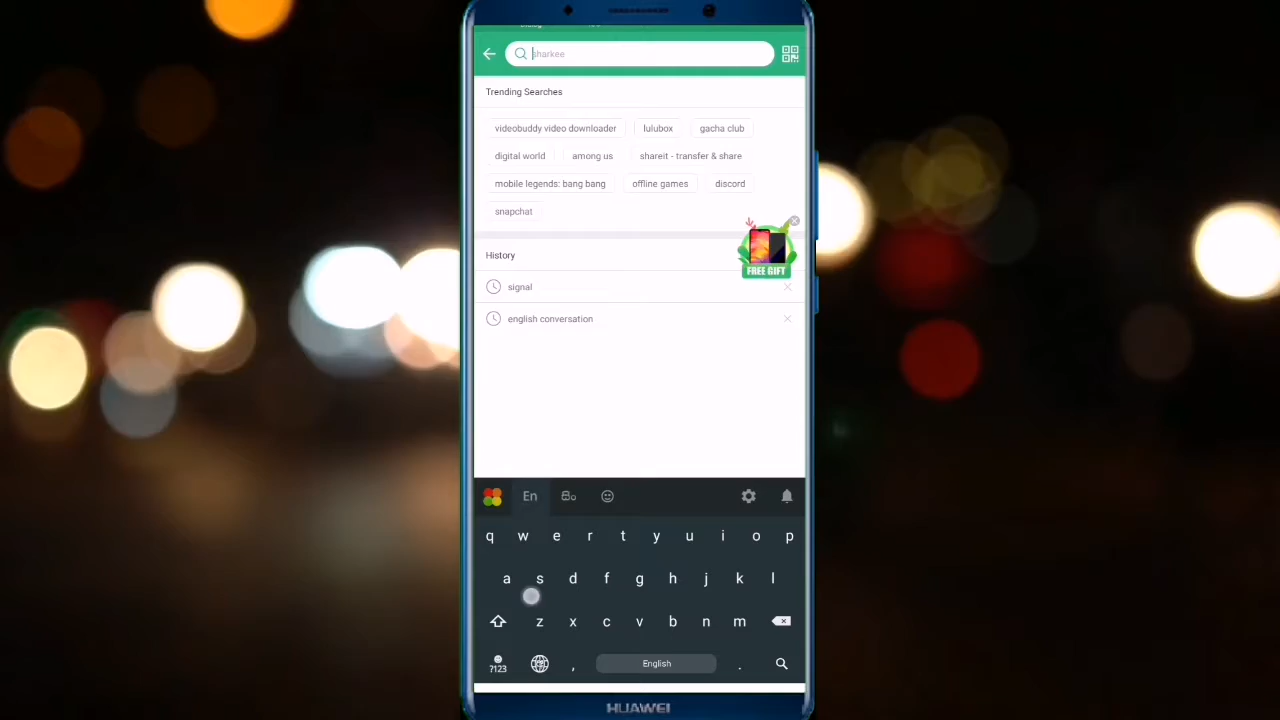 sharkee
Trending Searches
videobuddy video downloader lulubox gacha club
digital world among us shareit - transfer & share
mobile legends: bang bang offline games discord
snapchat
History
FREE GIFT
signal
english conversation
En
q w e r t y u i o p
a s d f g h j k l
z x c v b n m
?123 , English .
HUAWEI